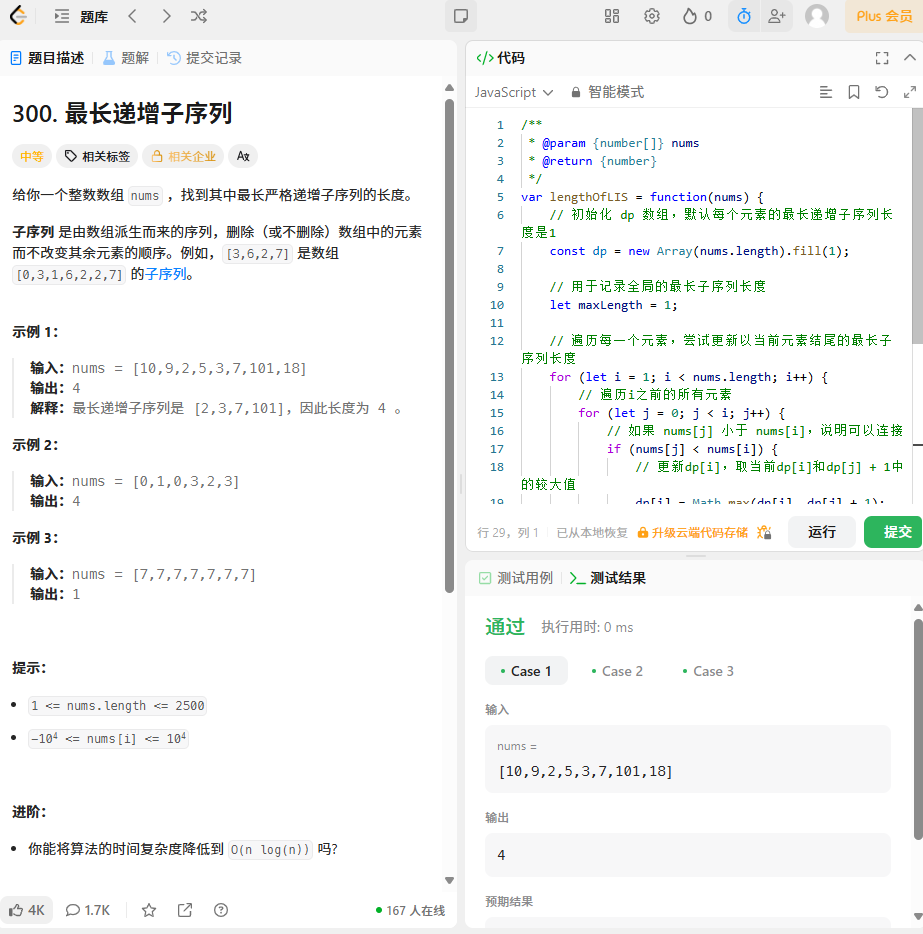 题库
0
Plus 会员
题目描述
题解
提交记录
300. 最长递增子序列
中等
相关标签
相关企业
Aか
给你一个整数数组 nums ，找到其中最长严格递增子序列的长度。
子序列 是由数组派生而来的序列，删除（或不删除）数组中的元素
而不改变其余元素的顺序。例如，[3,6,2,7] 是数组
[0,3,1,6,2,2,7] 的子序列。
示例 1：
输入：nums = [10,9,2,5,3,7,101,18]
输出：4
解释：最长递增子序列是 [2,3,7,101]，因此长度为 4 。
示例 2：
输入：nums = [0,1,0,3,2,3]
输出：4
示例 3：
输入：nums = [7,7,7,7,7,7,7]
输出：1
提示：
1 <= nums.length <= 2500
-10⁴ <= nums[i] <= 10⁴
进阶：
你能将算法的时间复杂度降低到 O(n log(n)) 吗?
4K
1.7K
167 人在线
</>代码
JavaScript
智能模式
1 /**
2  * @param {number[]} nums
3  * @return {number}
4  */
5 var lengthOfLIS = function(nums) {
6     // 初始化 dp 数组，默认每个元素的最长递增子序列长
度是1
7     const dp = new Array(nums.length).fill(1);
8
9     // 用于记录全局的最长子序列长度
10     let maxLength = 1;
11
12     // 遍历每一个元素，尝试更新以当前元素结尾的最长子
序列长度
13     for (let i = 1; i < nums.length; i++) {
14         // 遍历i之前的所有元素
15         for (let j = 0; j < i; j++) {
16             // 如果 nums[j] 小于 nums[i]，说明可以连接
17             if (nums[j] < nums[i]) {
18                 // 更新dp[i]，取当前dp[i]和dp[j] + 1中
的较大值
19                 dp[i] = Math.max(dp[i], dp[j] + 1);
行 29，列 1
已从本地恢复
升级云端代码存储
运行
提交
测试用例
测试结果
通过
执行用时: 0 ms
Case 1
Case 2
Case 3
输入
nums =
[10,9,2,5,3,7,101,18]
输出
4
预期结果